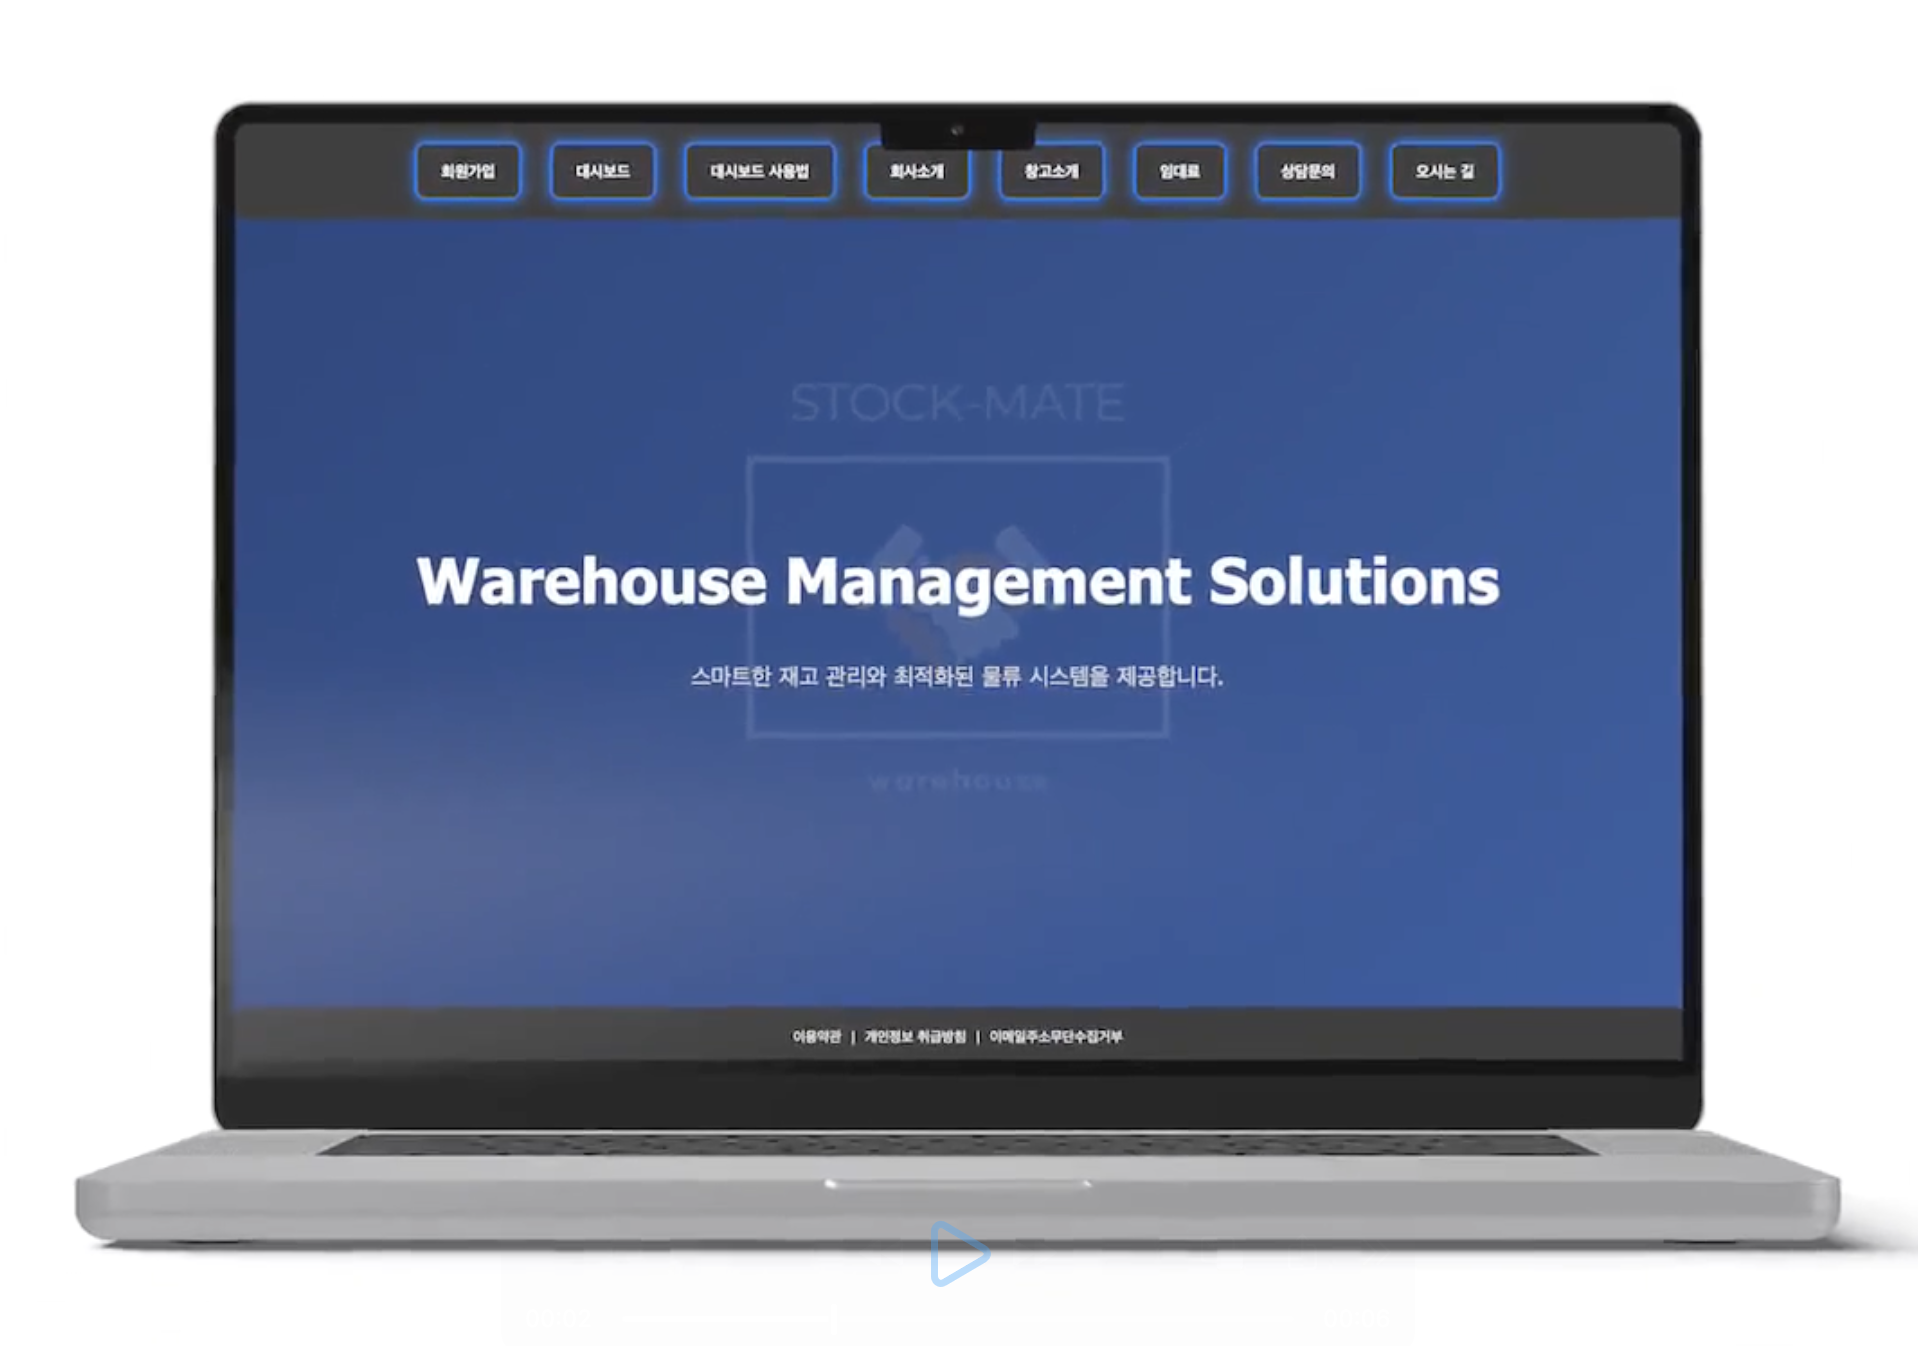 회원가입 대시보드 대시보드 사용법 회사소개 창고소개 임대료 상담문의 오시는 길
STOCK-MATE
Warehouse Management Solutions
스마트한 재고 관리와 최적화된 물류 시스템을 제공합니다.
warehouse
이용약관 | 개인정보 취급방침 | 이메일주소무단수집거부